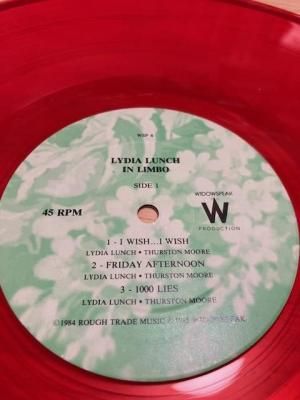 WSP 6
LYDIA LUNCH
IN LIMBO
SIDE 1
45 RPM
WIDOWSPEAK
W
PRODUCTION
1 - I WISH...I WISH
LYDIA LUNCH • THURSTON MOORE
2 - FRIDAY AFTERNOON
LYDIA LUNCH • THURSTON MOORE
3 - 1000 LIES
LYDIA LUNCH • THURSTON MOORE
©1984 ROUGH TRADE MUSIC